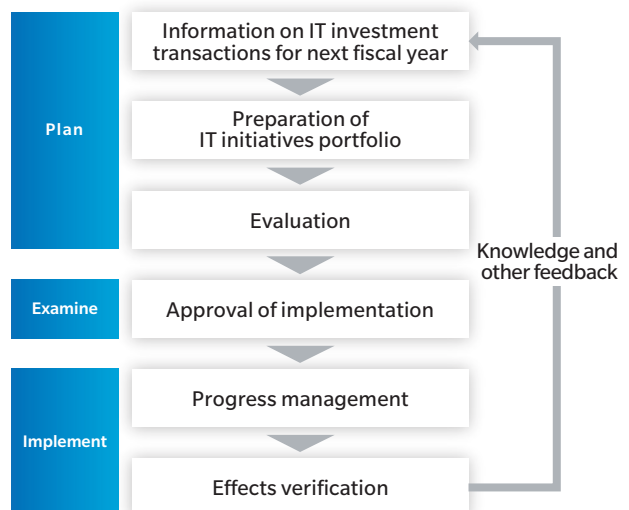 Plan
Information on IT investment
transactions for next fiscal year
Preparation of
IT initiatives portfolio
Evaluation
Examine
Approval of implementation
Implement
Progress management
Effects verification
Knowledge and
other feedback